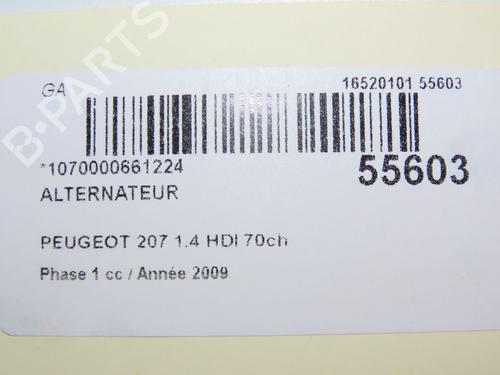 B-PARTS
GA
16520101 55603
*1070000661224
55603
ALTERNATEUR
PEUGEOT 207 1.4 HDI 70ch
Phase 1 cc / Année 2009